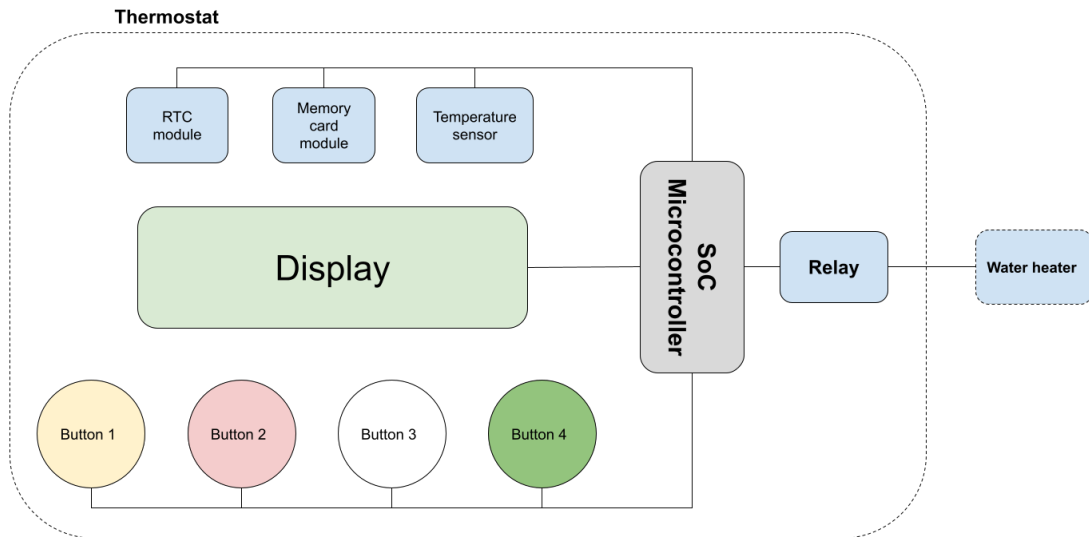 Thermostat
RTC
module
Memory
card
module
Temperature
sensor
SoC
Microcontroller
Display
Relay
Water heater
Button 1
Button 2
Button 3
Button 4